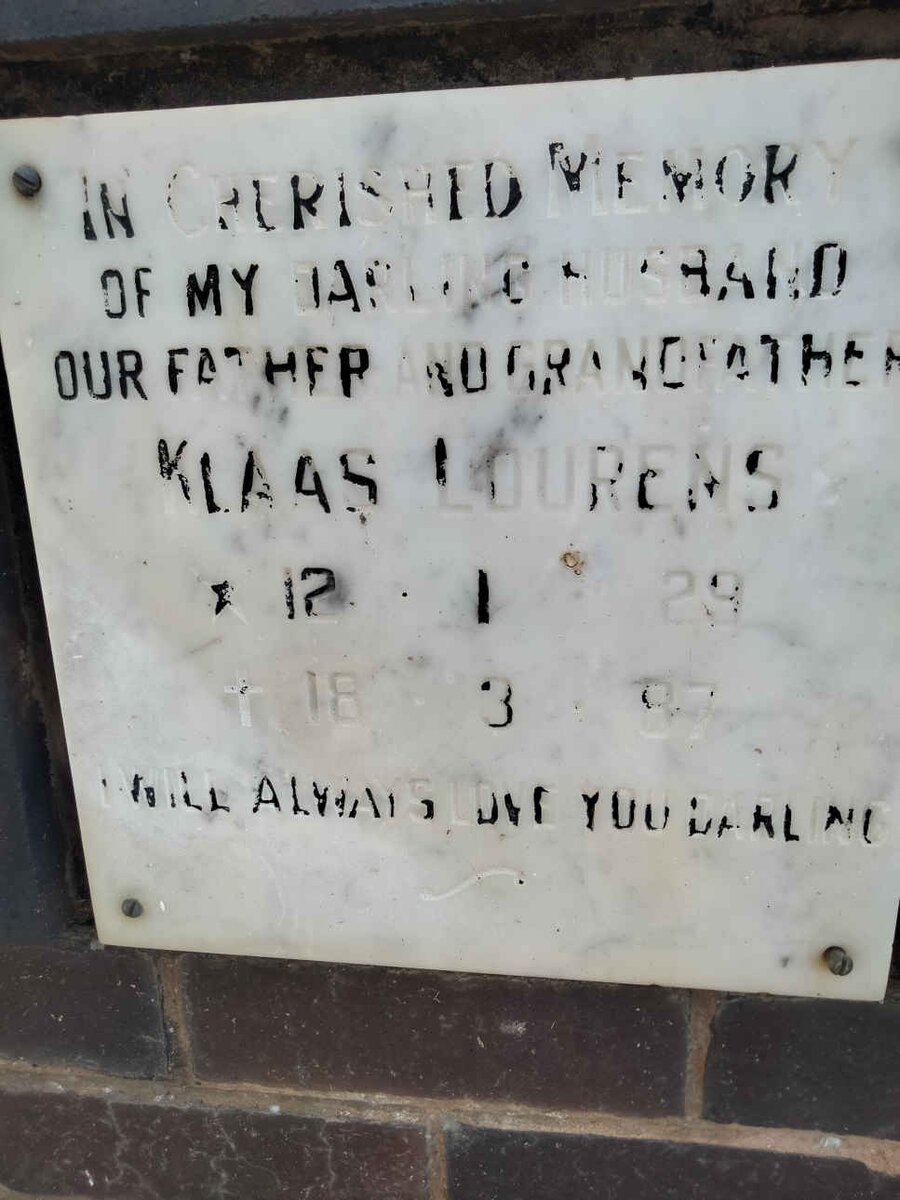 IN CHERISHED MEMORY
OF MY DARLING HUSBAND
OUR FATHER AND GRANDFATHER
KLAAS LOURENS
* 12 · 1 · 29
† 18 · 3 · 97
I WILL ALWAYS LOVE YOU DARLING